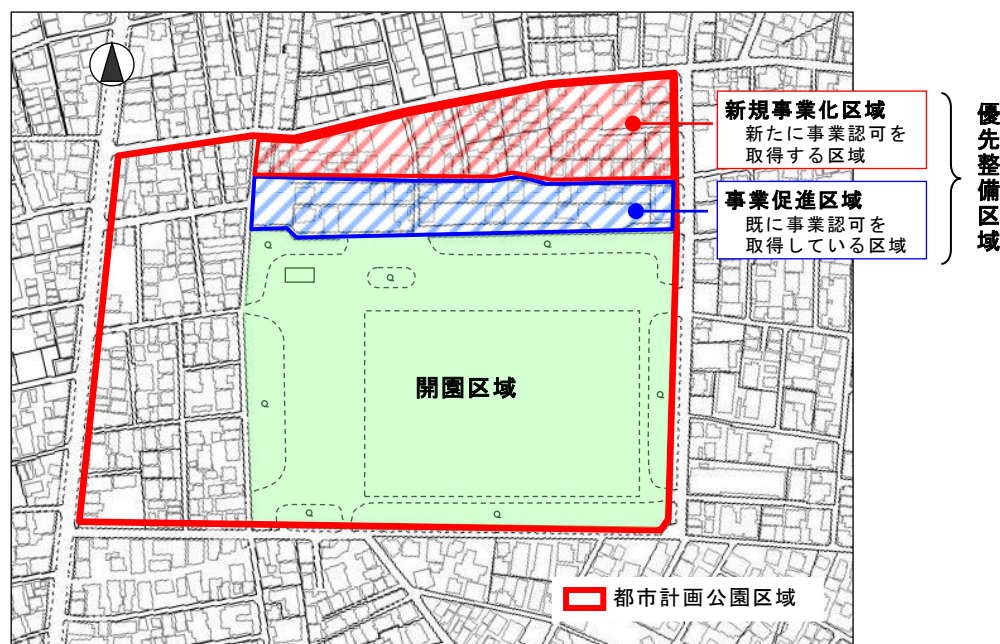 新規事業化区域
新たに事業認可を
取得する区域
事業促進区域
既に事業認可を
取得している区域
優先整備区域
開園区域
都市計画公園区域